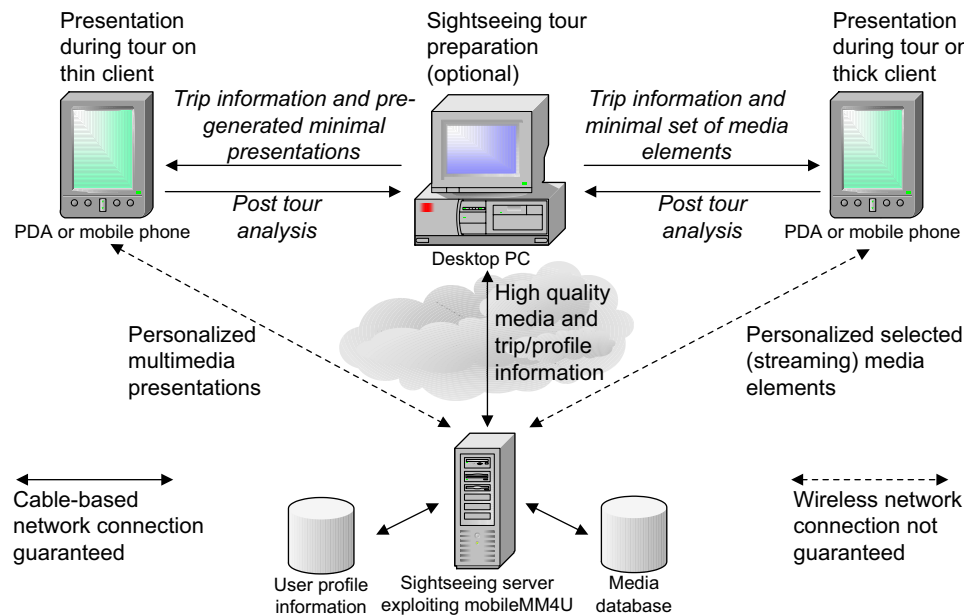 Presentation
during tour on
thin client
Sightseeing tour
preparation
(optional)
Presentation
during tour on
thick client
Trip information and pre-
generated minimal
presentations
Trip information and
minimal set of media
elements
Post tour
analysis
Post tour
analysis
PDA or mobile phone
Desktop PC
PDA or mobile phone
High quality
media and
trip/profile
information
Personalized
multimedia
presentations
Personalized selected
(streaming) media
elements
Cable-based
network connection
guaranteed
Wireless network
connection not
guaranteed
User profile
information
Sightseeing server
exploiting mobileMM4U
Media
database